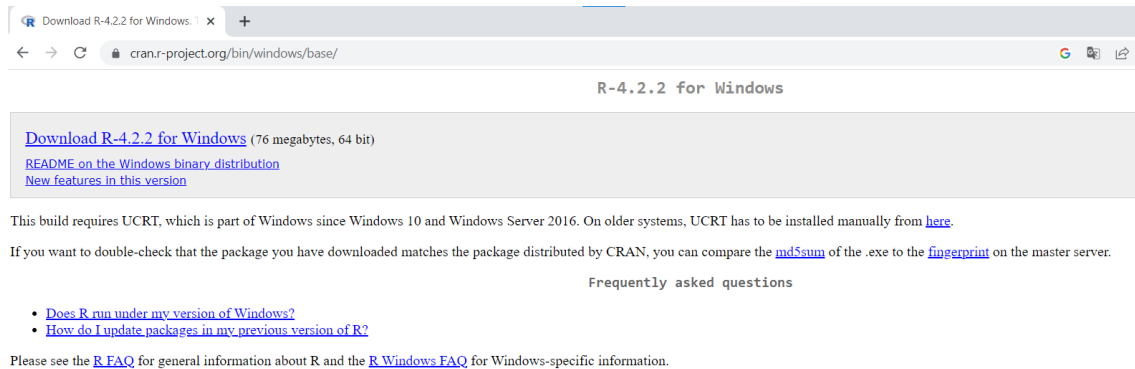 Download R-4.2.2 for Windows. T
cran.r-project.org/bin/windows/base/
R-4.2.2 for Windows
Download R-4.2.2 for Windows (76 megabytes, 64 bit)
README on the Windows binary distribution
New features in this version
This build requires UCRT, which is part of Windows since Windows 10 and Windows Server 2016. On older systems, UCRT has to be installed manually from here.
If you want to double-check that the package you have downloaded matches the package distributed by CRAN, you can compare the md5sum of the .exe to the fingerprint on the master server.
Frequently asked questions
• Does R run under my version of Windows?
• How do I update packages in my previous version of R?
Please see the R FAQ for general information about R and the R Windows FAQ for Windows-specific information.